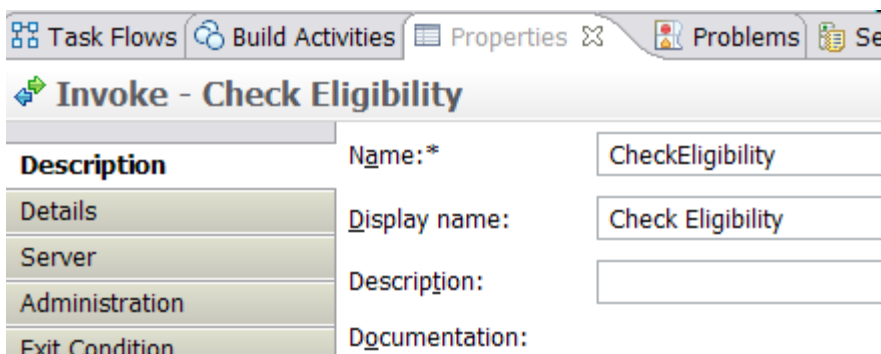 Task Flows Build Activities Properties Problems Se
Invoke - Check Eligibility
Description
Details
Server
Administration
Exit Condition
Name:* CheckEligibility
Display name: Check Eligibility
Description:
Documentation: